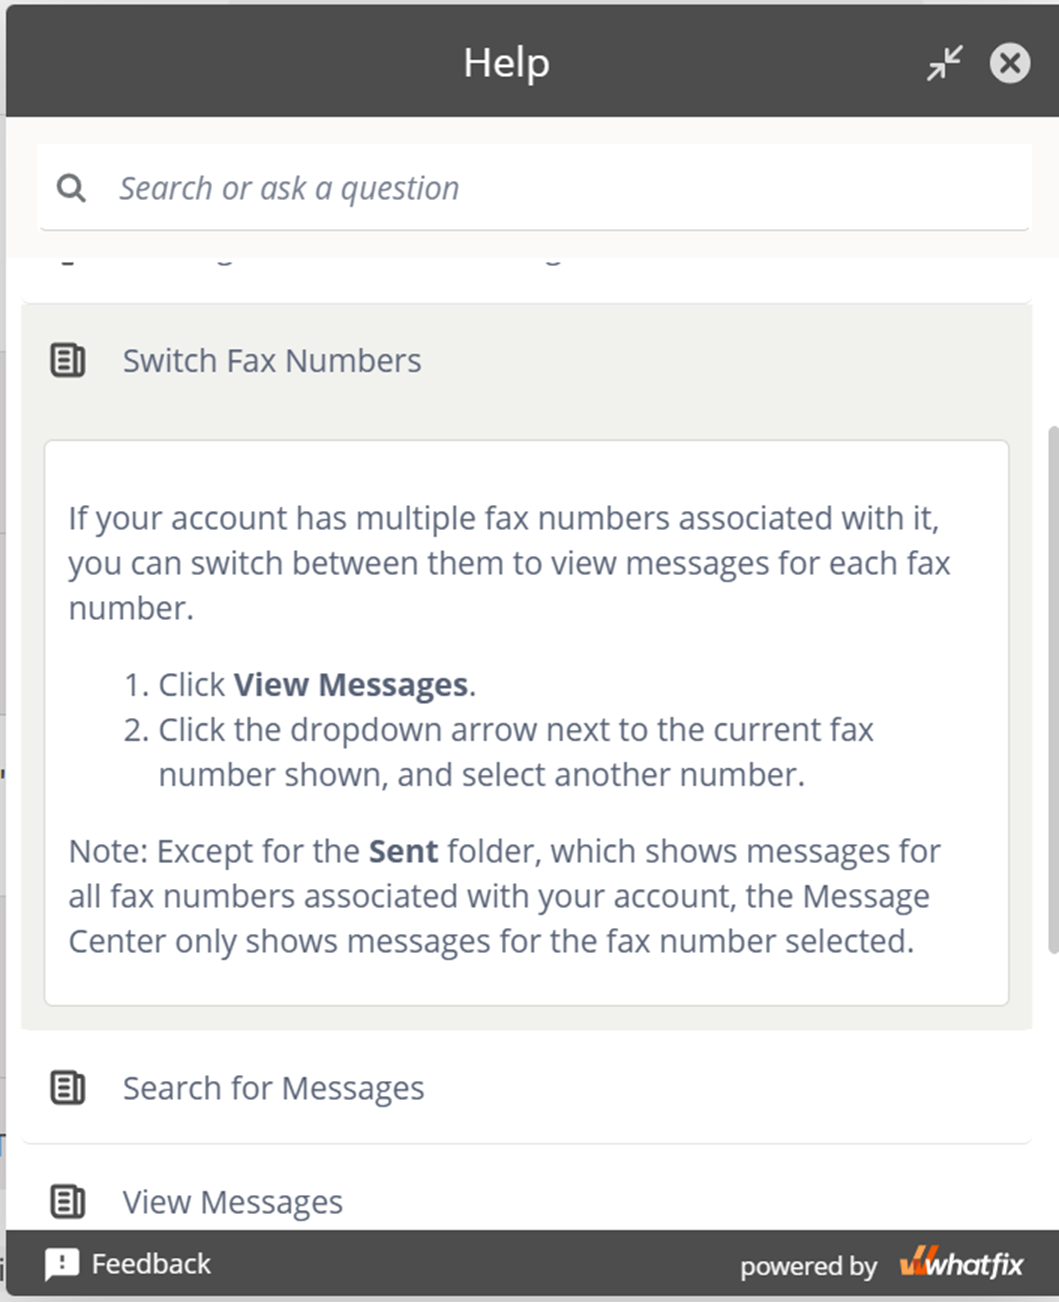 Help
Search or ask a question
Switch Fax Numbers
If your account has multiple fax numbers associated with it,
you can switch between them to view messages for each fax
number.
1. Click View Messages.
2. Click the dropdown arrow next to the current fax
number shown, and select another number.
Note: Except for the Sent folder, which shows messages for
all fax numbers associated with your account, the Message
Center only shows messages for the fax number selected.
Search for Messages
View Messages
Feedback
powered by whatfix